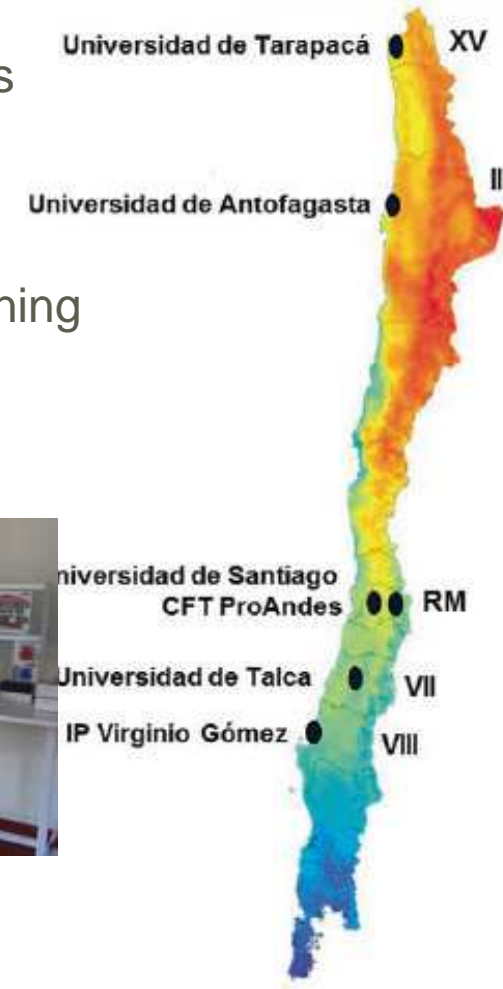 Universidad de Tarapacá
XV
s
Universidad de Antofagasta
II
ning
niversidad de Santiago
CFT ProAndes
RM
Universidad de Talca
VII
IP Virginio Gómez
VIII